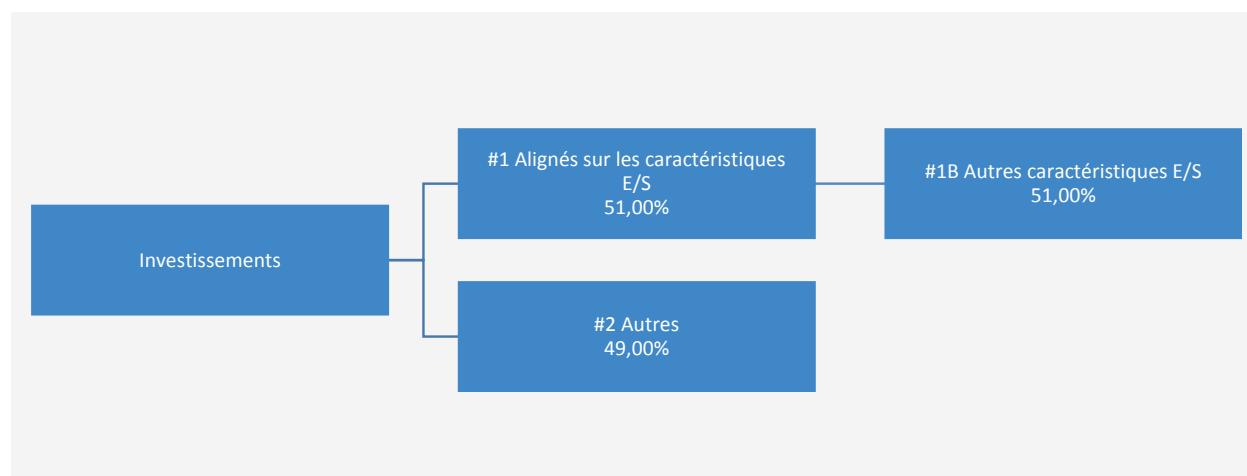 Investissements
#1 Alignés sur les caractéristiques
E/S
51,00%
#1B Autres caractéristiques E/S
51,00%
#2 Autres
49,00%